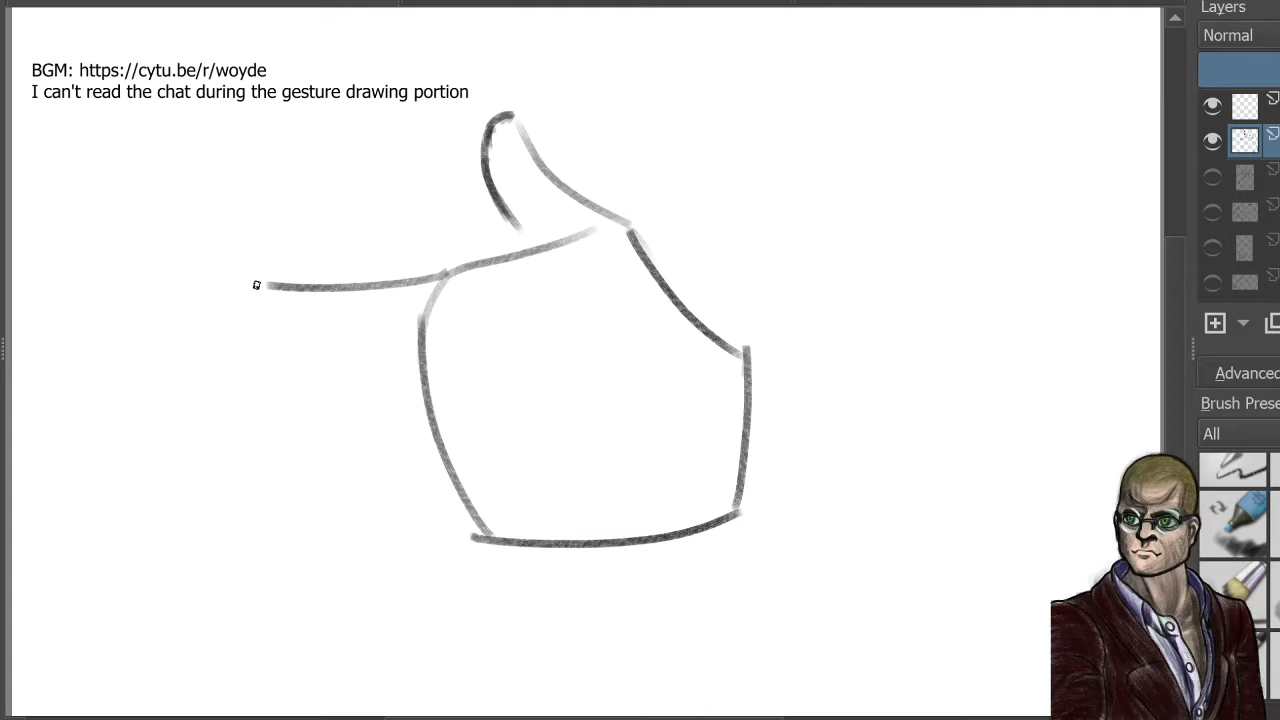 Layers
Normal
BGM: https://cytu.be/r/woyde
I can't read the chat during the gesture drawing portion
Advanced
Brush Prese
All